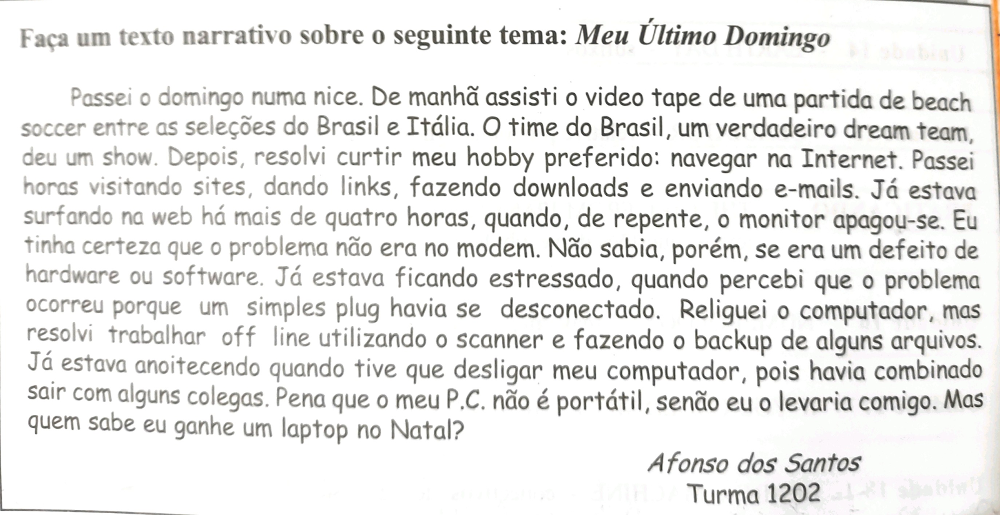 Faça um texto narrativo sobre o seguinte tema: Meu Último Domingo
Passei o domingo numa nice. De manhã assisti o video tape de uma partida de beach
soccer entre as seleções do Brasil e Itália. O time do Brasil, um verdadeiro dream team,
deu um show. Depois, resolvi curtir meu hobby preferido: navegar na Internet. Passei
horas visitando sites, dando links, fazendo downloads e enviando e-mails. Já estava
surfando na web há mais de quatro horas, quando, de repente, o monitor apagou-se. Eu
tinha certeza que o problema não era no modem. Não sabia, porém, se era um defeito de
hardware ou software. Já estava ficando estressado, quando percebi que o problema
ocorreu porque um simples plug havia se desconectado. Religuei o computador, mas
resolvi trabalhar off line utilizando o scanner e fazendo o backup de alguns arquivos.
Já estava anoitecendo quando tive que desligar meu computador, pois havia combinado
sair com alguns colegas. Pena que o meu P.C. não é portátil, senão eu o levaria comigo. Mas
quem sabe eu ganhe um laptop no Natal?
Afonso dos Santos
Turma 1202